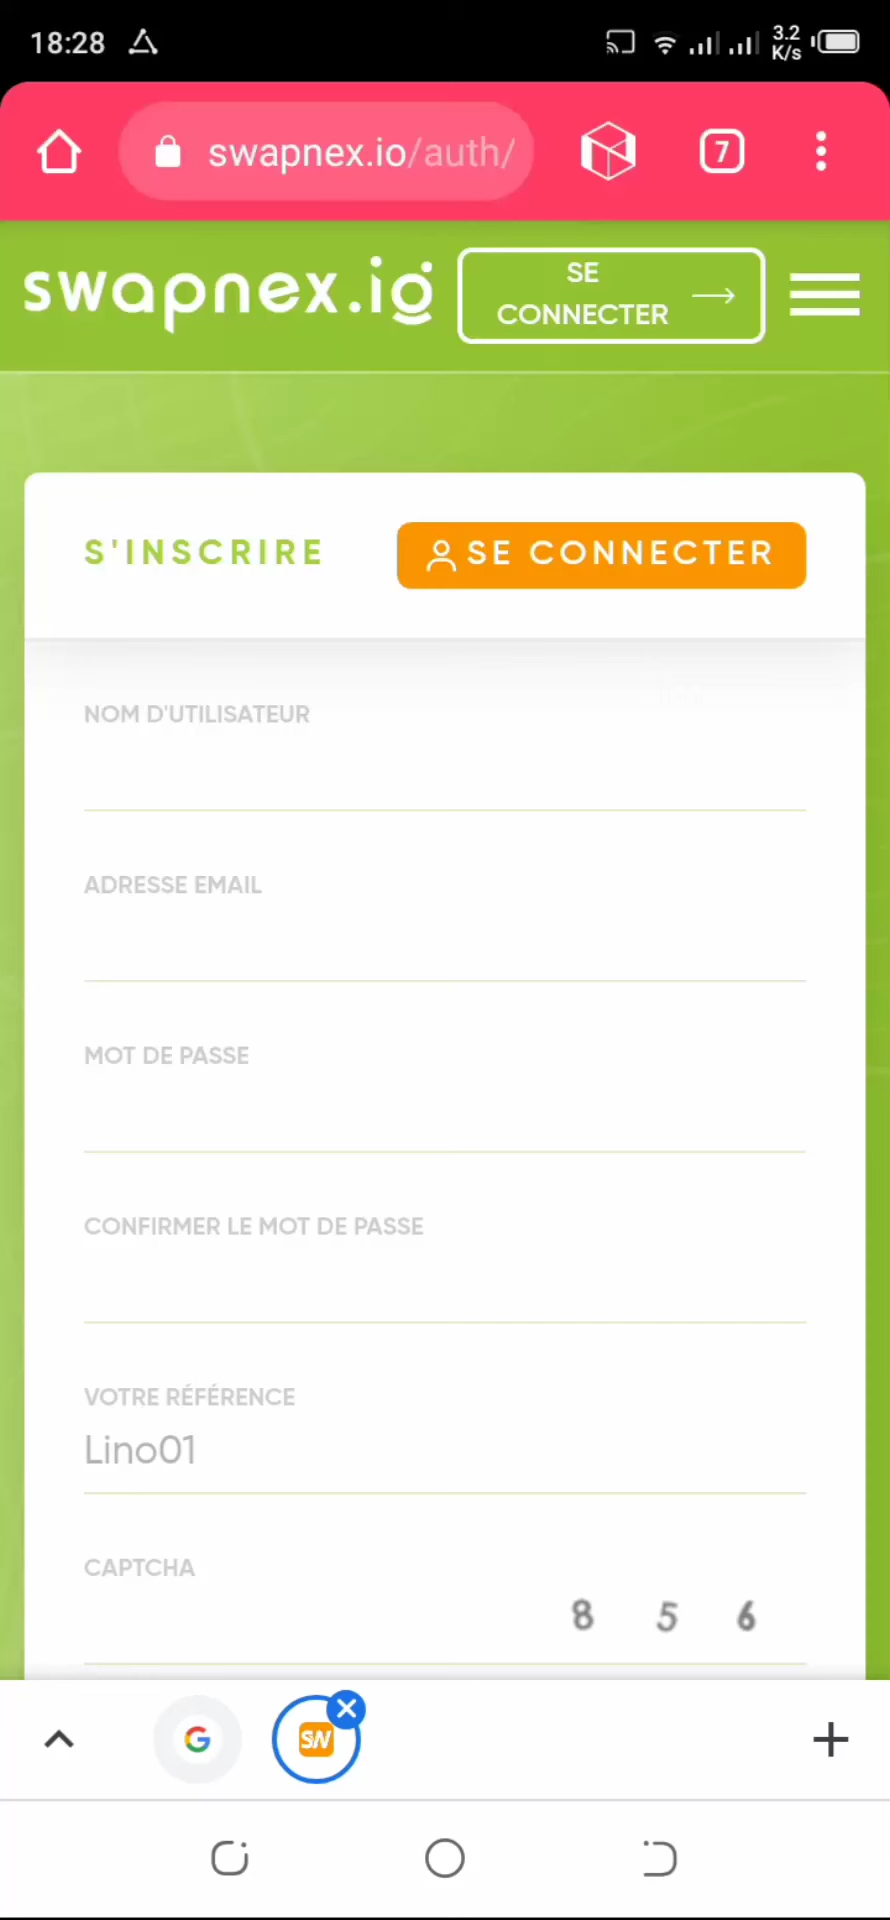 18:28
3.2
K/s
swapnex.io/auth/
7
swapnex.io
SE
CONNECTER
S'INSCRIRE
SE CONNECTER
NOM D'UTILISATEUR
ADRESSE EMAIL
MOT DE PASSE
CONFIRMER LE MOT DE PASSE
VOTRE RÉFÉRENCE
Lino01
CAPTCHA
8 5 6
G
SW